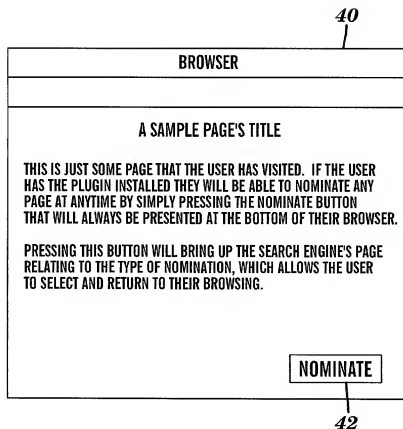 40
BROWSER
A SAMPLE PAGE'S TITLE
THIS IS JUST SOME PAGE THAT THE USER HAS VISITED. IF THE USER
HAS THE PLUGIN INSTALLED THEY WILL BE ABLE TO NOMINATE ANY
PAGE AT ANYTIME BY SIMPLY PRESSING THE NOMINATE BUTTON
THAT WILL ALWAYS BE PRESENTED AT THE BOTTOM OF THEIR BROWSER.
PRESSING THIS BUTTON WILL BRING UP THE SEARCH ENGINE'S PAGE
RELATING TO THE TYPE OF NOMINATION, WHICH ALLOWS THE USER
TO SELECT AND RETURN TO THEIR BROWSING.
NOMINATE
42